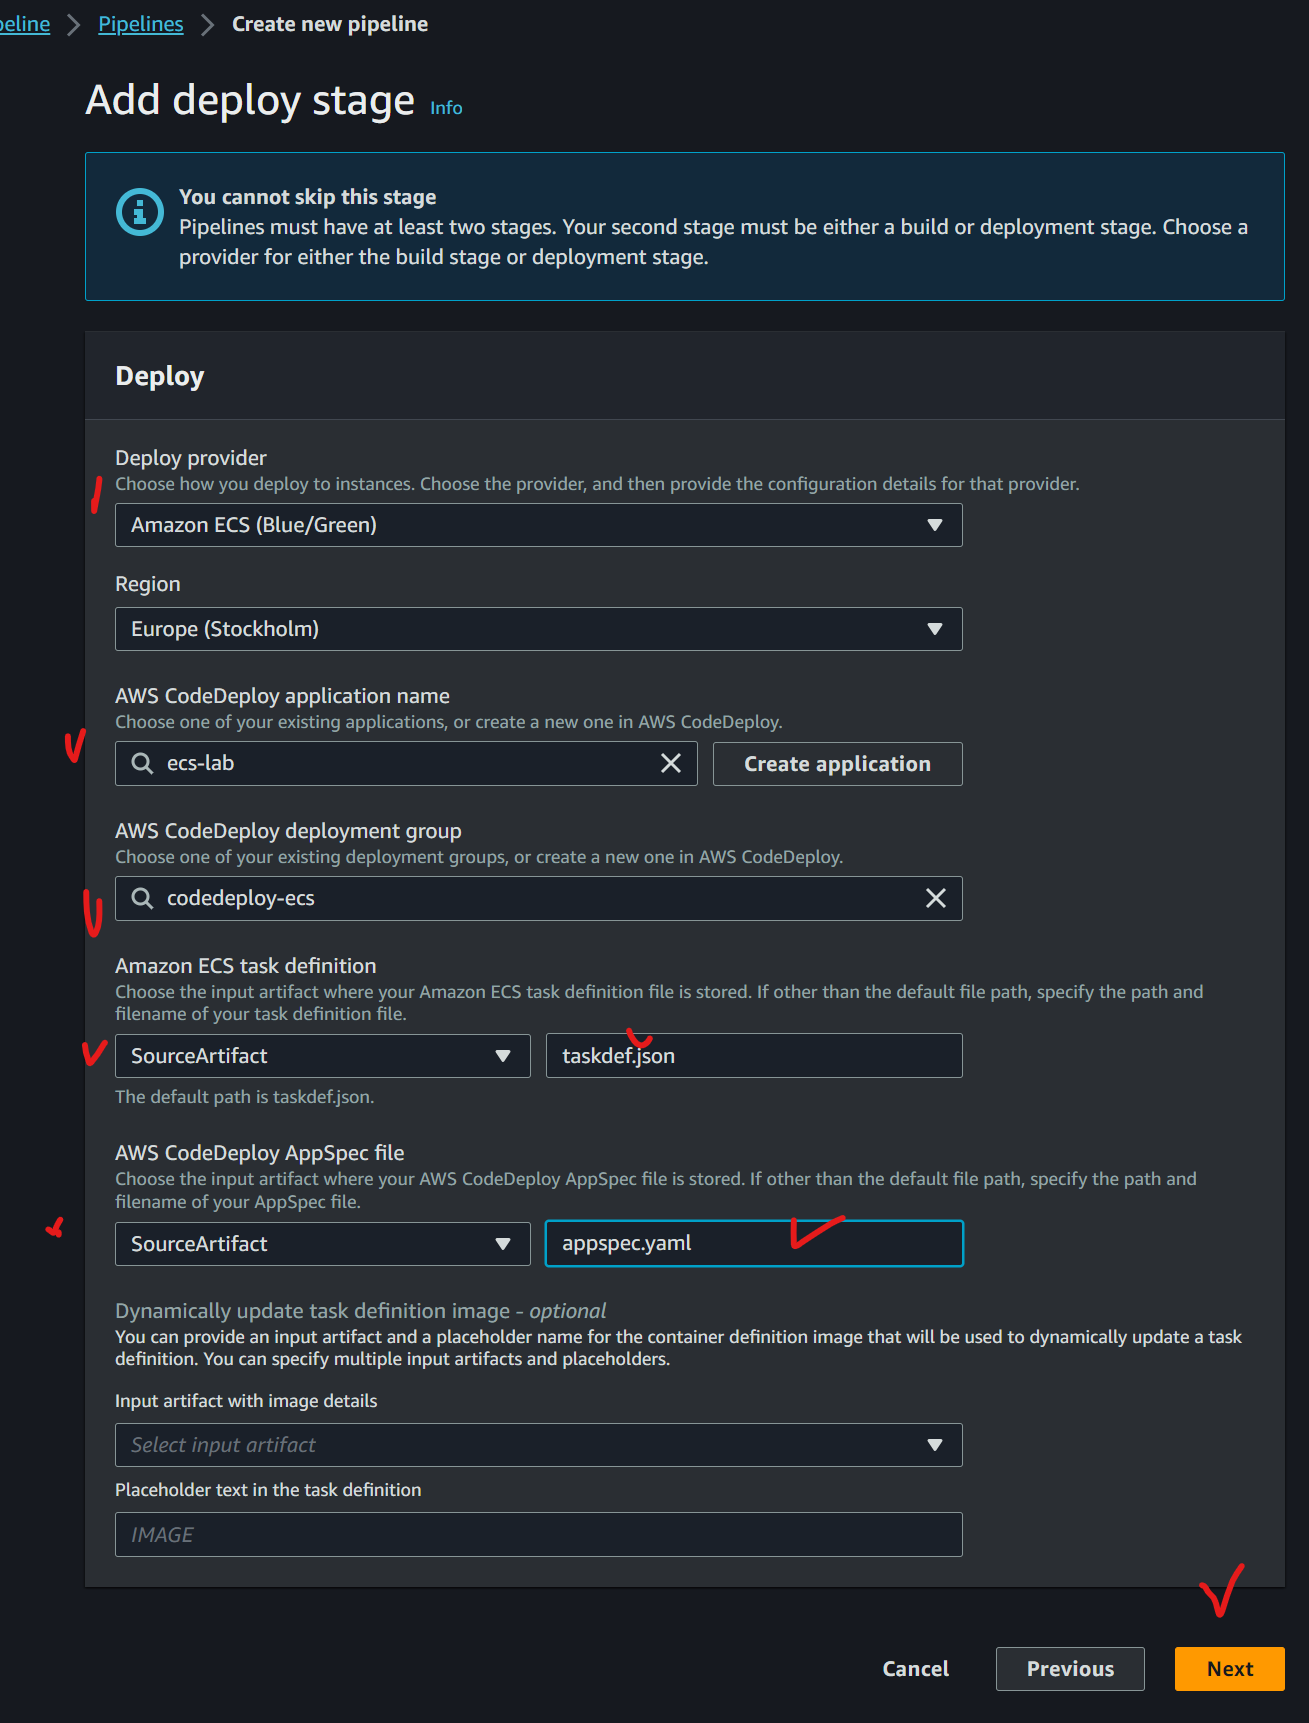 peline > Pipelines > Create new pipeline
Add deploy stage Info
You cannot skip this stage
Pipelines must have at least two stages. Your second stage must be either a build or deployment stage. Choose a
provider for either the build stage or deployment stage.
Deploy
Deploy provider
Choose how you deploy to instances. Choose the provider, and then provide the configuration details for that provider.
Amazon ECS (Blue/Green)
Region
Europe (Stockholm)
AWS CodeDeploy application name
Choose one of your existing applications, or create a new one in AWS CodeDeploy.
ecs-lab
Create application
AWS CodeDeploy deployment group
Choose one of your existing deployment groups, or create a new one in AWS CodeDeploy.
codedeploy-ecs
Amazon ECS task definition
Choose the input artifact where your Amazon ECS task definition file is stored. If other than the default file path, specify the path and
filename of your task definition file.
SourceArtifact
taskdef.json
The default path is taskdef.json.
AWS CodeDeploy AppSpec file
Choose the input artifact where your AWS CodeDeploy AppSpec file is stored. If other than the default file path, specify the path and
filename of your AppSpec file.
SourceArtifact
appspec.yaml
Dynamically update task definition image - optional
You can provide an input artifact and a placeholder name for the container definition image that will be used to dynamically update a task
definition. You can specify multiple input artifacts and placeholders.
Input artifact with image details
Select input artifact
Placeholder text in the task definition
IMAGE
Cancel
Previous
Next